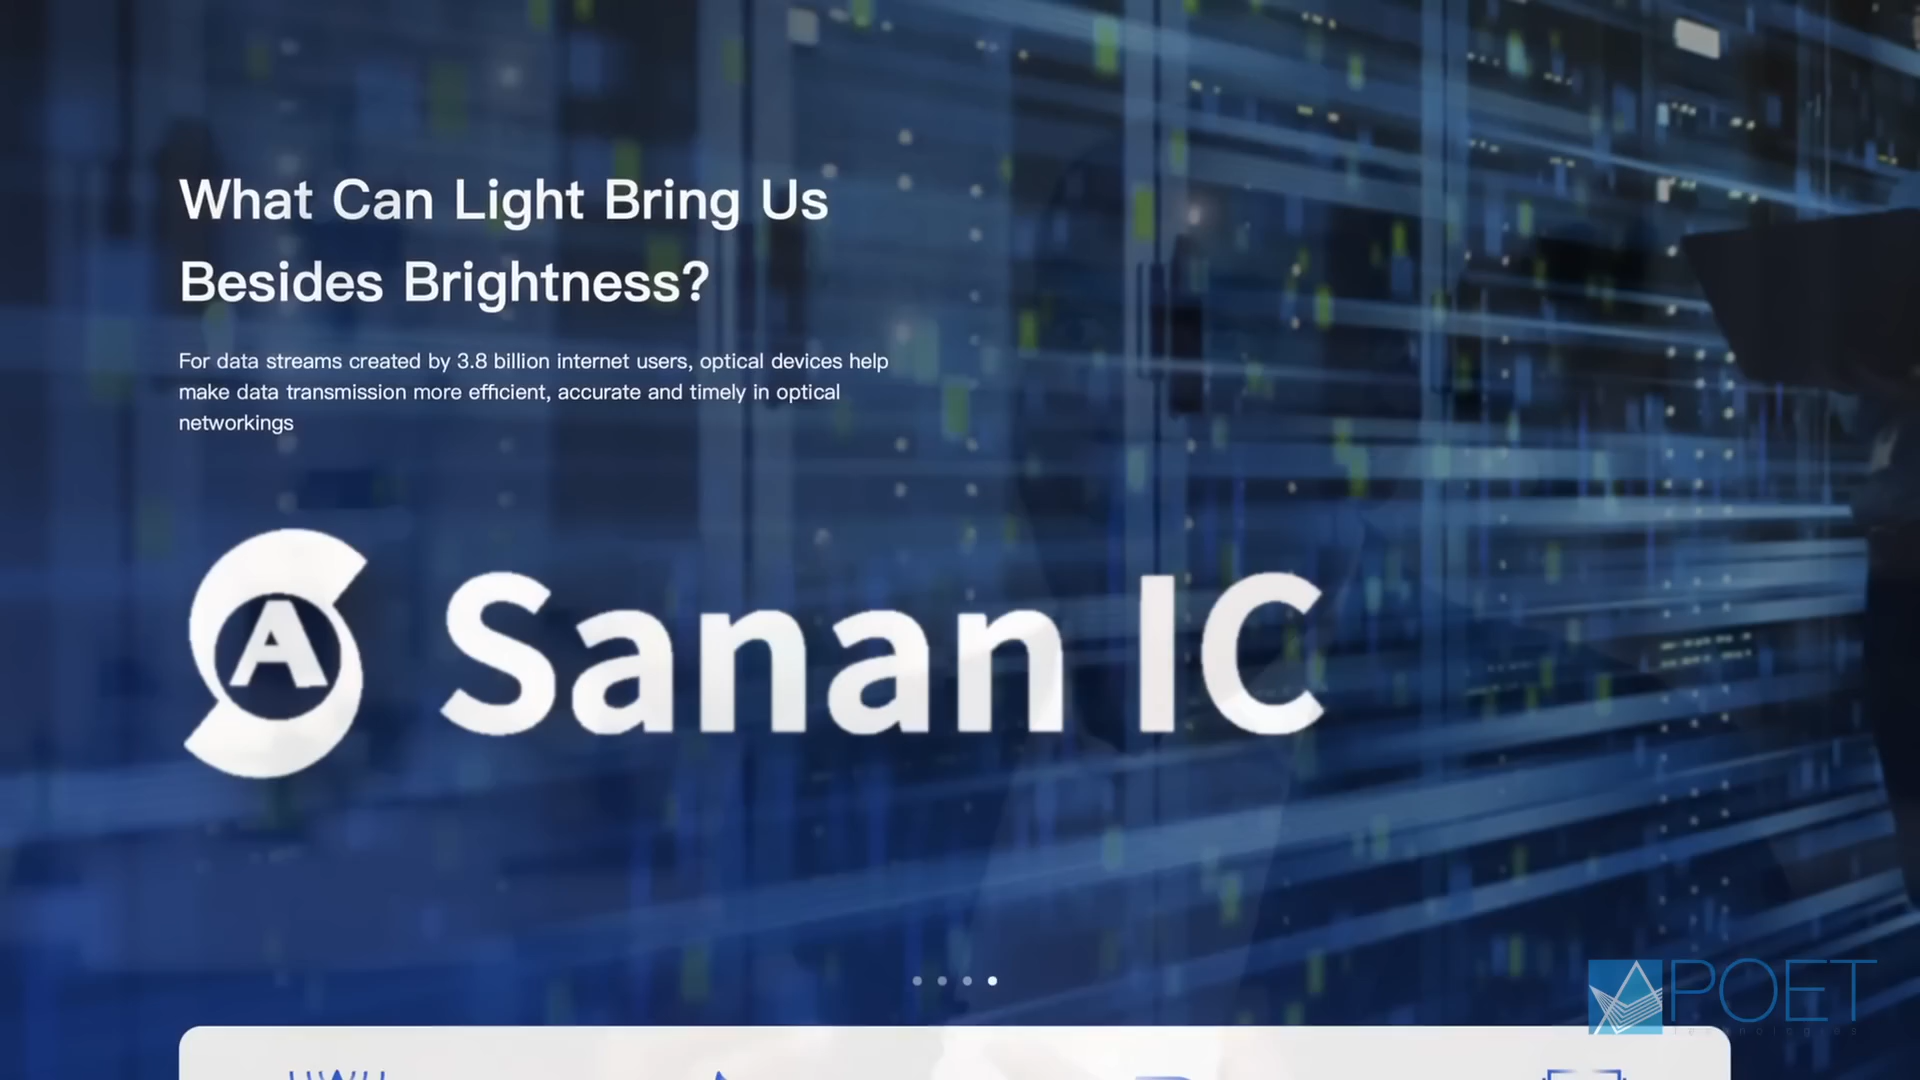 What Can Light Bring Us
Besides Brightness?
For data streams created by 3.8 billion internet users, optical devices help
make data transmission more efficient, accurate and timely in optical
networkings
A
Sanan IC
POET
Technologies